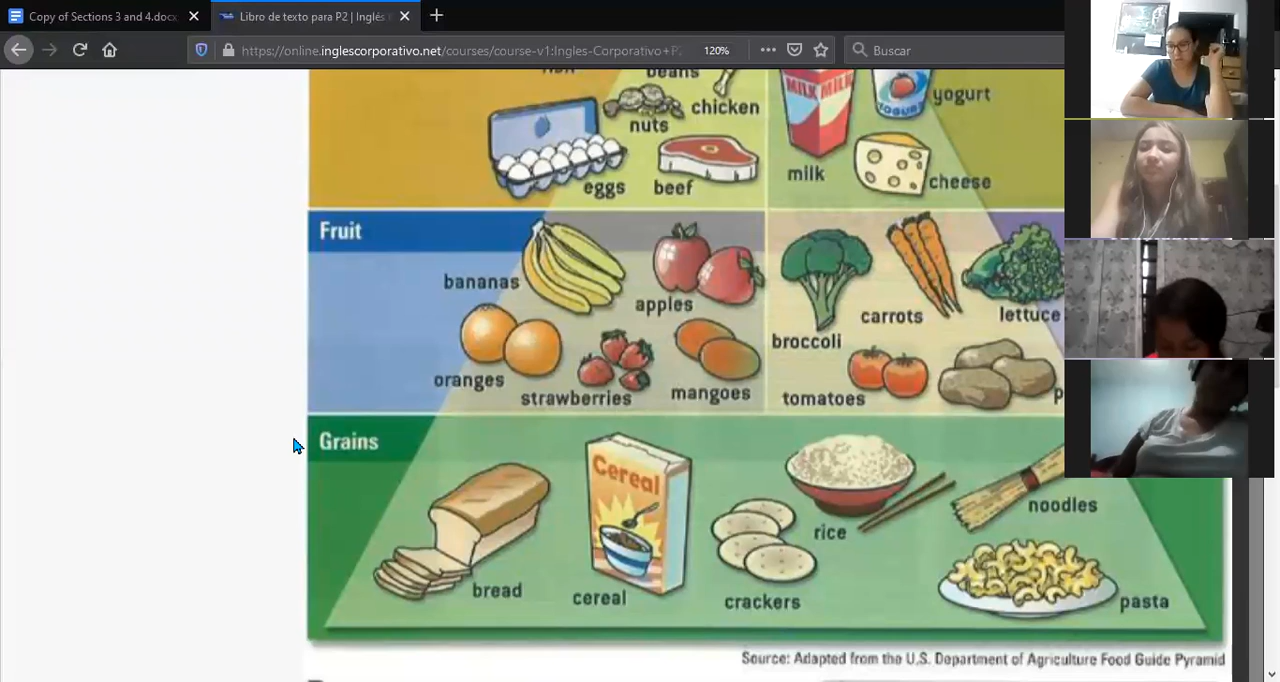 Copy of Sections 3 and 4.docx
Libro de texto para P2 | Inglés
https://online.inglescorporativo.net/courses/course-v1:Ingles-Corporativo+P
120%
Buscar
beans
chicken
nuts
eggs
beef
MILK MILK
milk
YOGURT
yogurt
cheese
Fruit
bananas
apples
oranges
strawberries
mangoes
broccoli
carrots
lettuce
tomatoes
Grains
bread
Cereal
cereal
crackers
rice
noodles
pasta
Source: Adapted from the U.S. Department of Agriculture Food Guide Pyramid